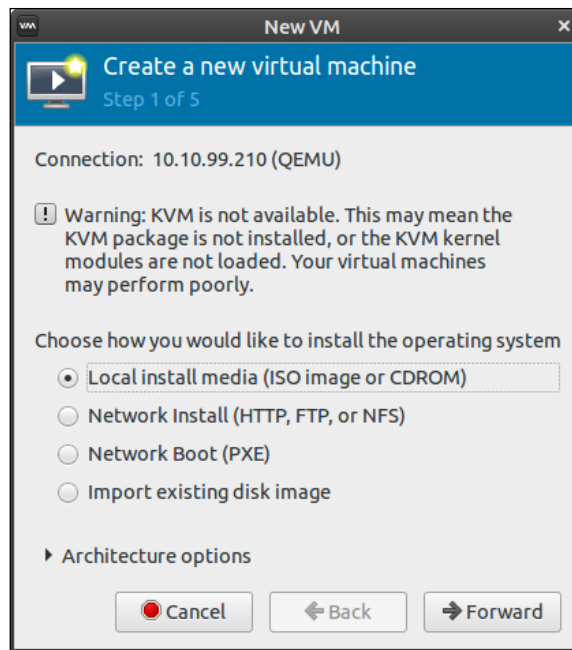 VM New VM ×
Create a new virtual machine
Step 1 of 5
Connection: 10.10.99.210 (QEMU)
! Warning: KVM is not available. This may mean the
KVM package is not installed, or the KVM kernel
modules are not loaded. Your virtual machines
may perform poorly.
Choose how you would like to install the operating system
Local install media (ISO image or CDROM)
Network Install (HTTP, FTP, or NFS)
Network Boot (PXE)
Import existing disk image
Architecture options
Cancel Back Forward